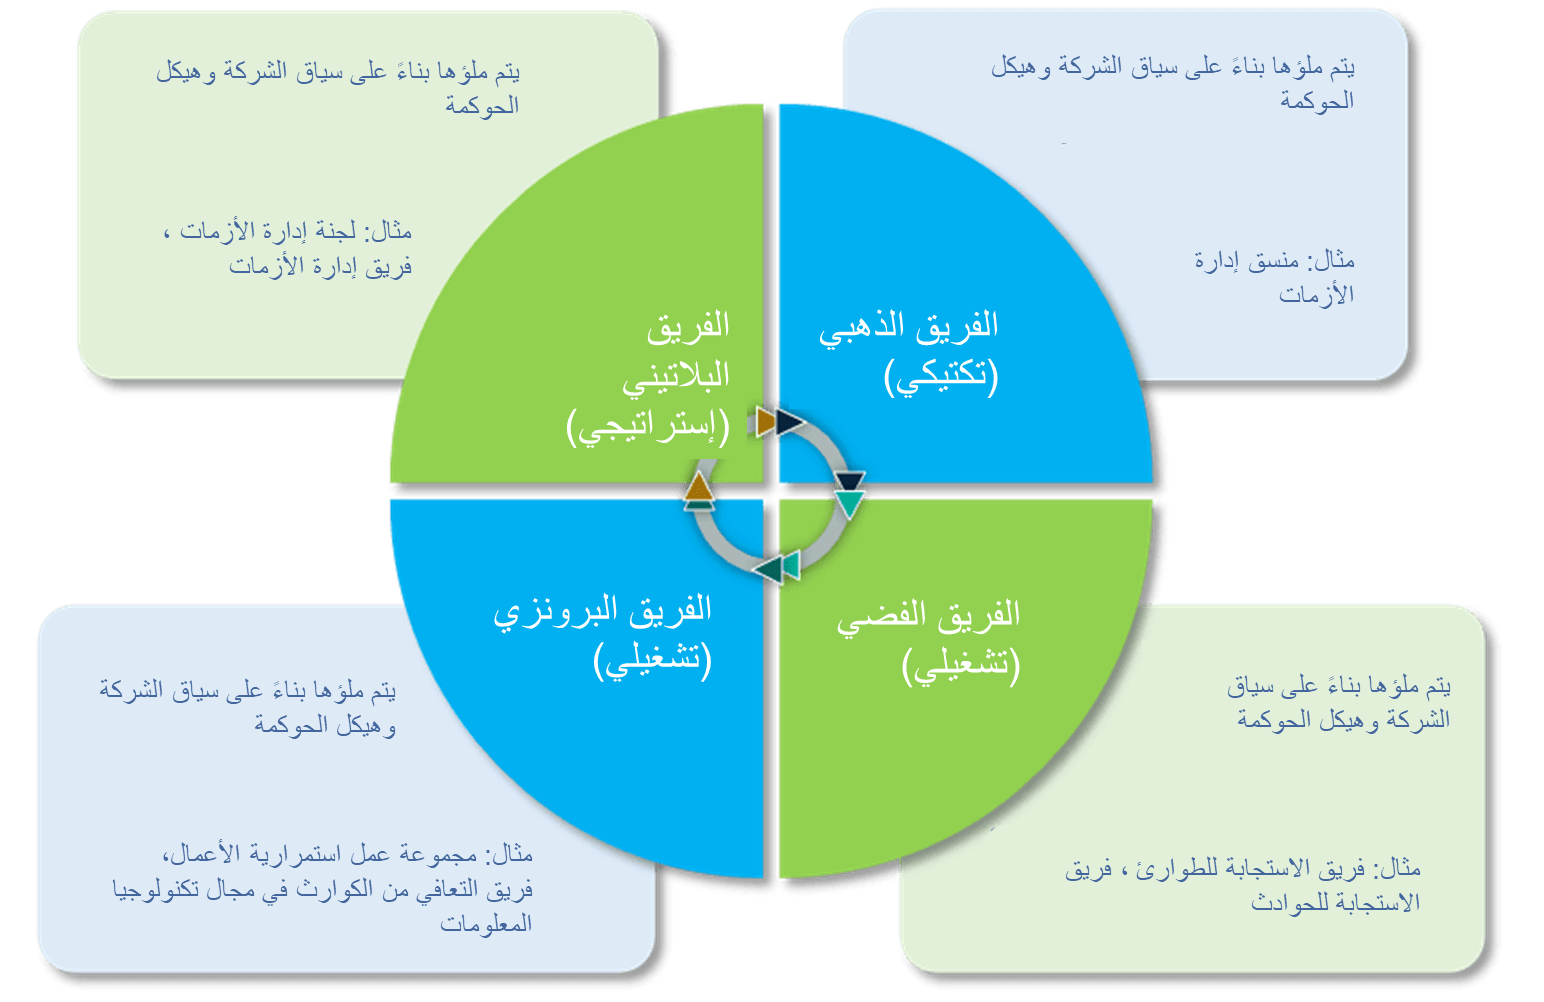 يتم ملؤها بناءً على سياق الشركة وهيكل
الحوكمة
مثال: منسق إدارة
الأزمات
الفريق الذهبي
(تكتيكي)
يتم ملؤها بناءً على سياق الشركة وهيكل
الحوكمة
مثال: لجنة إدارة الأزمات ،
فريق إدارة الأزمات
الفريق
البلاتيني
(إستراتيجي)
الفريق الفضي
(تشغيلي)
يتم ملؤها بناءً على سياق
الشركة وهيكل الحوكمة
مثال: فريق الاستجابة للطوارئ ، فريق
الاستجابة للحوادث
الفريق البرونزي
(تشغيلي)
يتم ملؤها بناءً على سياق الشركة
وهيكل الحوكمة
مثال: مجموعة عمل استمرارية الأعمال،
فريق التعافي من الكوارث في مجال تكنولوجيا
المعلومات